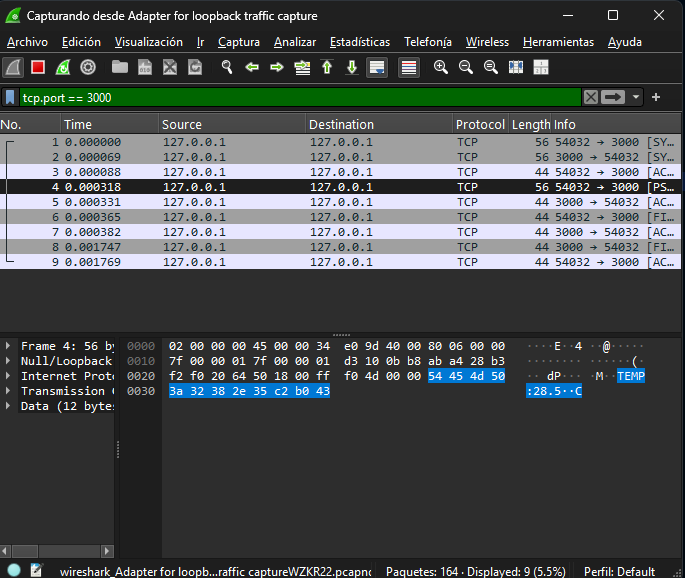 Capturando desde Adapter for loopback traffic capture
Archivo Edición Visualización Ir Captura Analizar Estadísticas Telefonía Wireless Herramientas Ayuda
tcp.port == 3000
No. Time Source Destination Protocol Length Info
1 0.000000 127.0.0.1 127.0.0.1 TCP 56 54032 → 3000 [SY…
2 0.000069 127.0.0.1 127.0.0.1 TCP 56 3000 → 54032 [SY…
3 0.000088 127.0.0.1 127.0.0.1 TCP 44 54032 → 3000 [AC…
4 0.000318 127.0.0.1 127.0.0.1 TCP 56 54032 → 3000 [PS…
5 0.000331 127.0.0.1 127.0.0.1 TCP 44 3000 → 54032 [AC…
6 0.000365 127.0.0.1 127.0.0.1 TCP 44 54032 → 3000 [FI…
7 0.000382 127.0.0.1 127.0.0.1 TCP 44 3000 → 54032 [AC…
8 0.001747 127.0.0.1 127.0.0.1 TCP 44 3000 → 54032 [FI…
9 0.001769 127.0.0.1 127.0.0.1 TCP 44 54032 → 3000 [AC…
Frame 4: 56 by
Null/Loopback
Internet Proto
Transmission
Data (12 bytes
0000 02 00 00 00 45 00 00 34 e0 9d 40 00 80 06 00 00 ····E··4 ··@·····
0010 7f 00 00 01 7f 00 00 01 d3 10 0b b8 ab a4 28 b3 ········ ······(·
0020 f2 f0 20 64 50 18 00 ff f0 4d 00 00 54 45 4d 50 ·· dP··· ·M··TEMP
0030 3a 32 38 2e 35 c2 b0 43 :28.5··C
wireshark_Adapter for loopb...raffic captureWZKR22.pcapng
Paquetes: 164 · Displayed: 9 (5.5%)
Perfil: Default